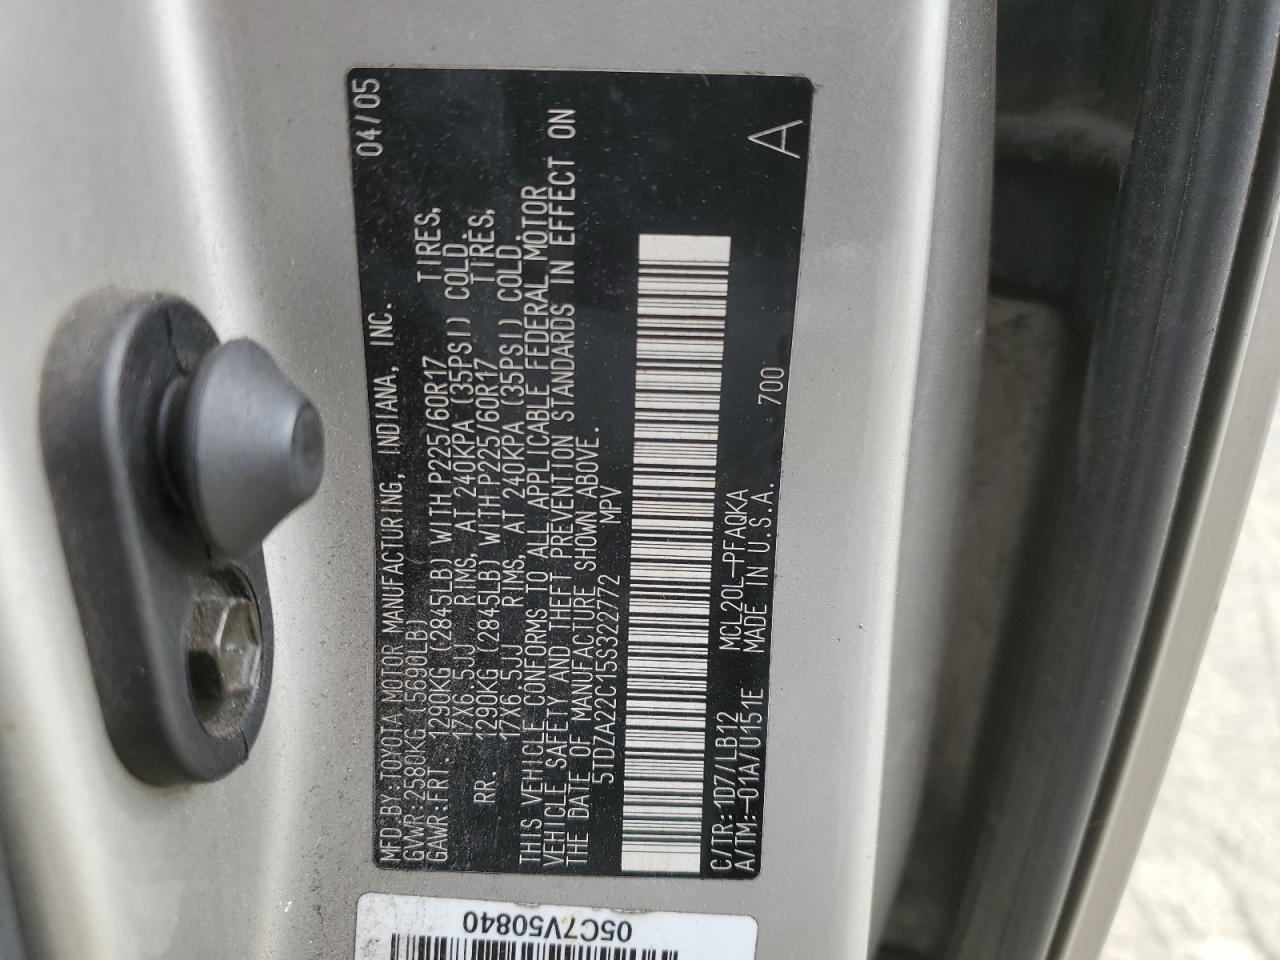 MFD BY:TOYOTA MOTOR MANUFACTURING, INDIANA, INC. 04/05
GVWR:2580KG (5690LB)
GAWR:FRT. 1290KG (2845LB) WITH P225/60R17 TIRES,
17X6.5JJ RIMS, AT 240KPA (35PSI) COLD.
RR. 1290KG (2845LB) WITH P225/60R17 TIRES,
17X6.5JJ RIMS, AT 240KPA (35PSI) COLD.
THIS VEHICLE CONFORMS TO ALL APPLICABLE FEDERAL MOTOR
VEHICLE SAFETY AND THEFT PREVENTION STANDARDS IN EFFECT ON
THE DATE OF MANUFACTURE SHOWN ABOVE.
5TDZA22C15S322772 MPV
C/TR:1D7/LB12 MCL20L-PFAQKA 700
A/TM:-01A/U151E MADE IN U.S.A. A
05C7V50840